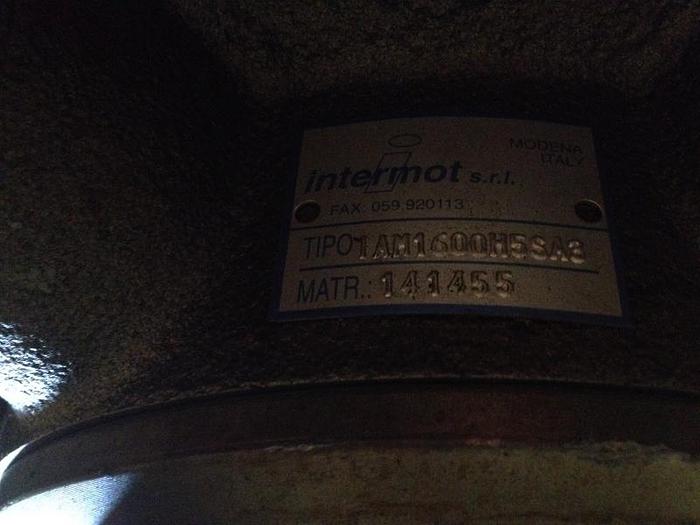 MODENA
ITALY
intermot s.r.l.
FAX. 059.920113
TIPO 1AM1600H5SA3
MATR.: 141455